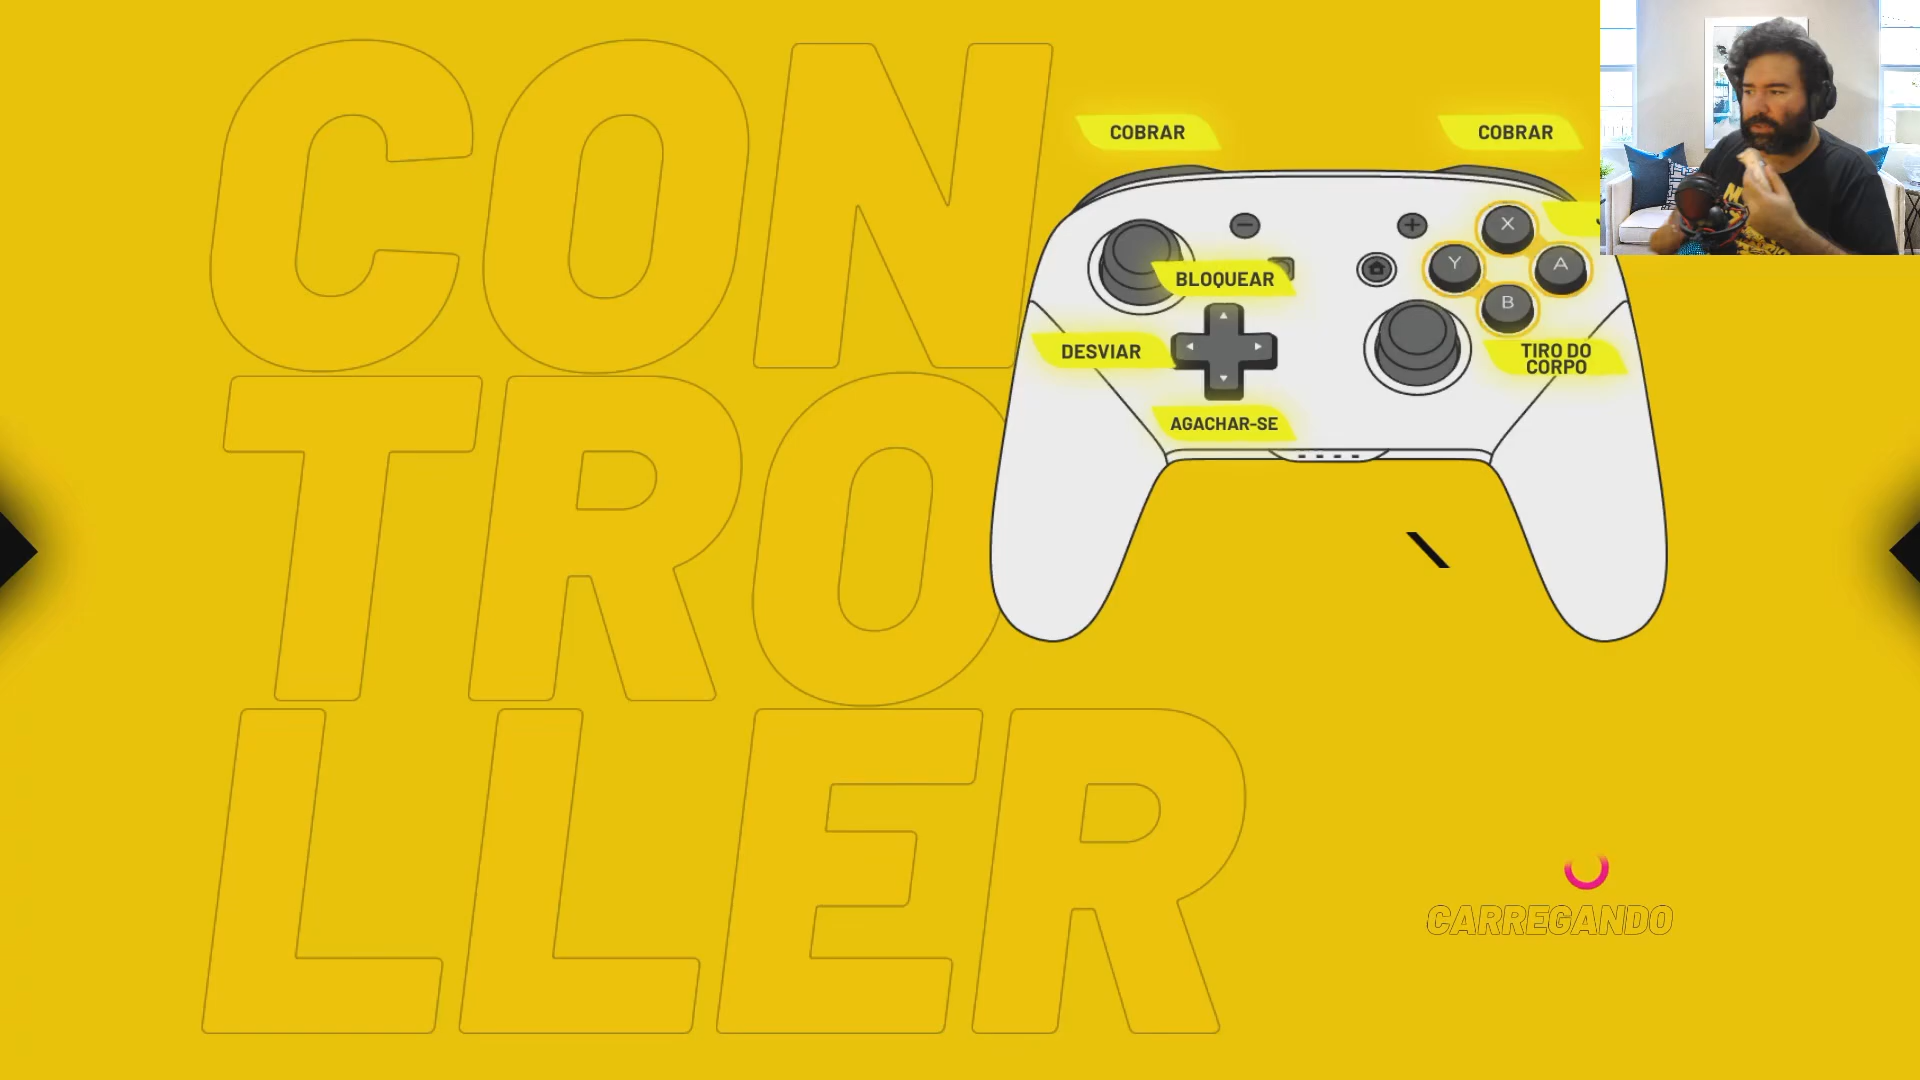 CON
TRO
LLER
COBRAR
COBRAR
X
Y
A
B
BLOQUEAR
DESVIAR
TIRO DO
CORPO
AGACHAR-SE
CARREGANDO